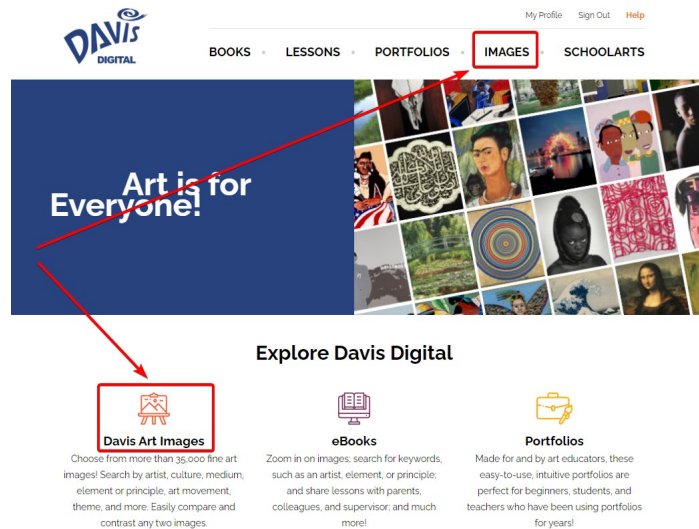 My Profile Sign Out Help
DAVIS
DIGITAL
BOOKS LESSONS PORTFOLIOS IMAGES SCHOOLARTS
Art is for
Everyone!
Explore Davis Digital
Davis Art Images
Choose from more than 35,000 fine art
images! Search by artist, culture, medium,
element or principle, art movement,
theme, and more. Easily compare and
contrast any two images.
eBooks
Zoom in on images; search for keywords,
such as an artist, element, or principle;
and share lessons with parents,
colleagues, and supervisor; and much
more!
Portfolios
Made for and by art educators, these
easy-to-use, intuitive portfolios are
perfect for beginners, students, and
teachers who have been using portfolios
for years!